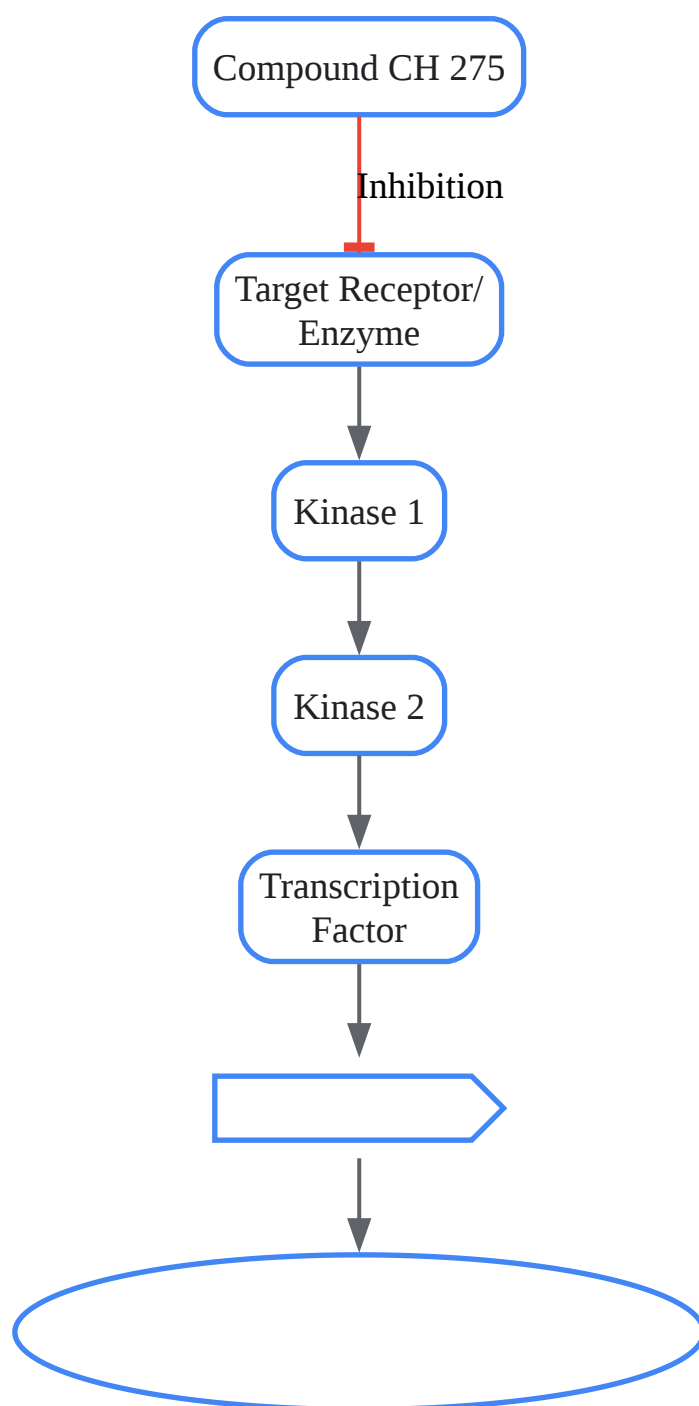 Compound CH 275
Inhibition
Target Receptor/
Enzyme
Kinase 1
Kinase 2
Transcription
Factor